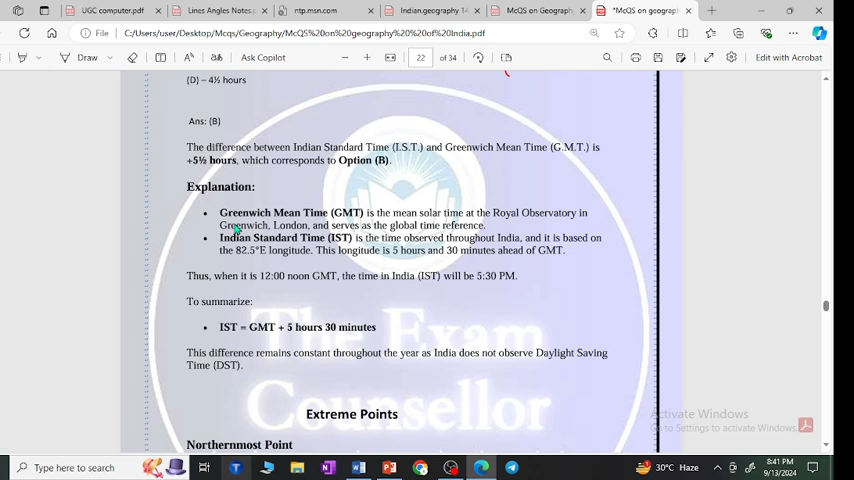 UGC computer.pdf
Lines Angles Notes.p
ntp.msn.com
Indian.geography 14
McQS on Geography
*McQS on geograph
File
C:/Users/user/Desktop/Mcqs/Geography/McQS%20on%20geography%20%20of%20India.pdf
Draw
Ask Copilot
22 of 34
Edit with Acrobat
(D) – 4½ hours
Ans: (B)
The difference between Indian Standard Time (I.S.T.) and Greenwich Mean Time (G.M.T.) is
+5½ hours, which corresponds to Option (B).
Explanation:
• Greenwich Mean Time (GMT) is the mean solar time at the Royal Observatory in
Greenwich, London, and serves as the global time reference.
• Indian Standard Time (IST) is the time observed throughout India, and it is based on
the 82.5°E longitude. This longitude is 5 hours and 30 minutes ahead of GMT.
Thus, when it is 12:00 noon GMT, the time in India (IST) will be 5:30 PM.
To summarize:
• IST = GMT + 5 hours 30 minutes
The Exam
This difference remains constant throughout the year as India does not observe Daylight Saving
Time (DST).
Counsellor
Extreme Points
Activate Windows
Go to Settings to activate Windows.
Northernmost Point
Type here to search
30°C Haze
8:41 PM
9/13/2024